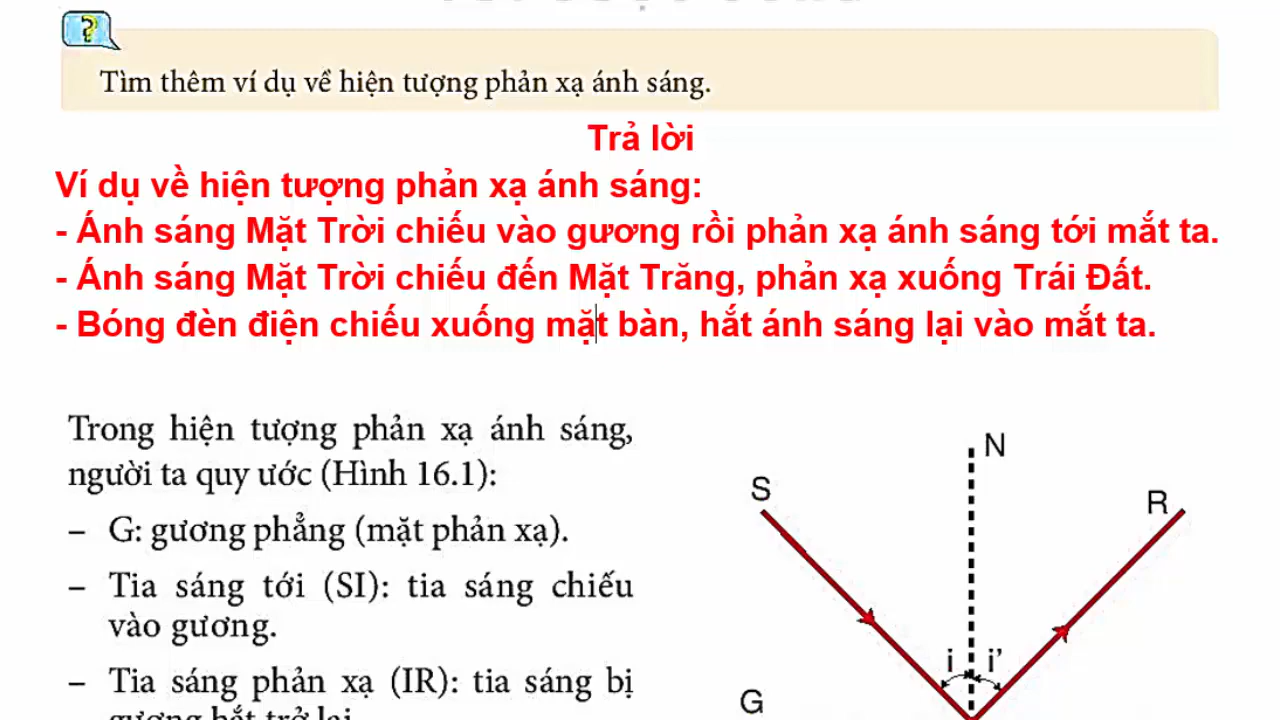 ?
Tìm thêm ví dụ về hiện tượng phản xạ ánh sáng.
Trả lời
Ví dụ về hiện tượng phản xạ ánh sáng:
- Ánh sáng Mặt Trời chiếu vào gương rồi phản xạ ánh sáng tới mắt ta.
- Ánh sáng Mặt Trời chiếu đến Mặt Trăng, phản xạ xuống Trái Đất.
- Bóng đèn điện chiếu xuống mặt bàn, hắt ánh sáng lại vào mắt ta.
Trong hiện tượng phản xạ ánh sáng,
người ta quy ước (Hình 16.1):
– G: gương phẳng (mặt phản xạ).
– Tia sáng tới (SI): tia sáng chiếu
vào gương.
– Tia sáng phản xạ (IR): tia sáng bị
gương hắt trở lại.
N
S
R
i i'
G